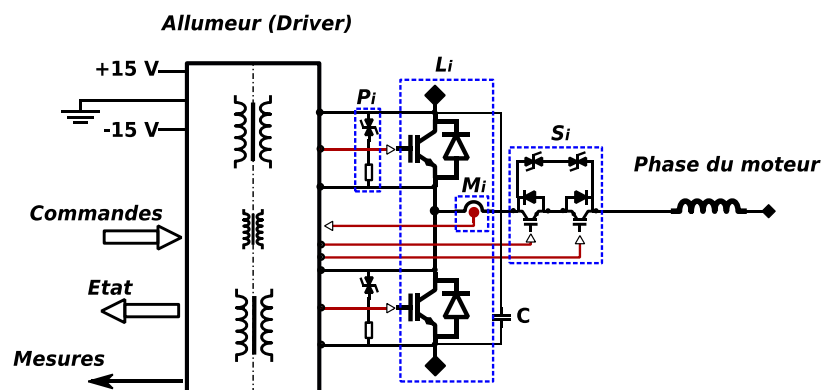 Allumeur (Driver)
+15 V
-15 V
Commandes
Etat
Mesures
Pi
Li
Mi
Si
Phase du moteur
C